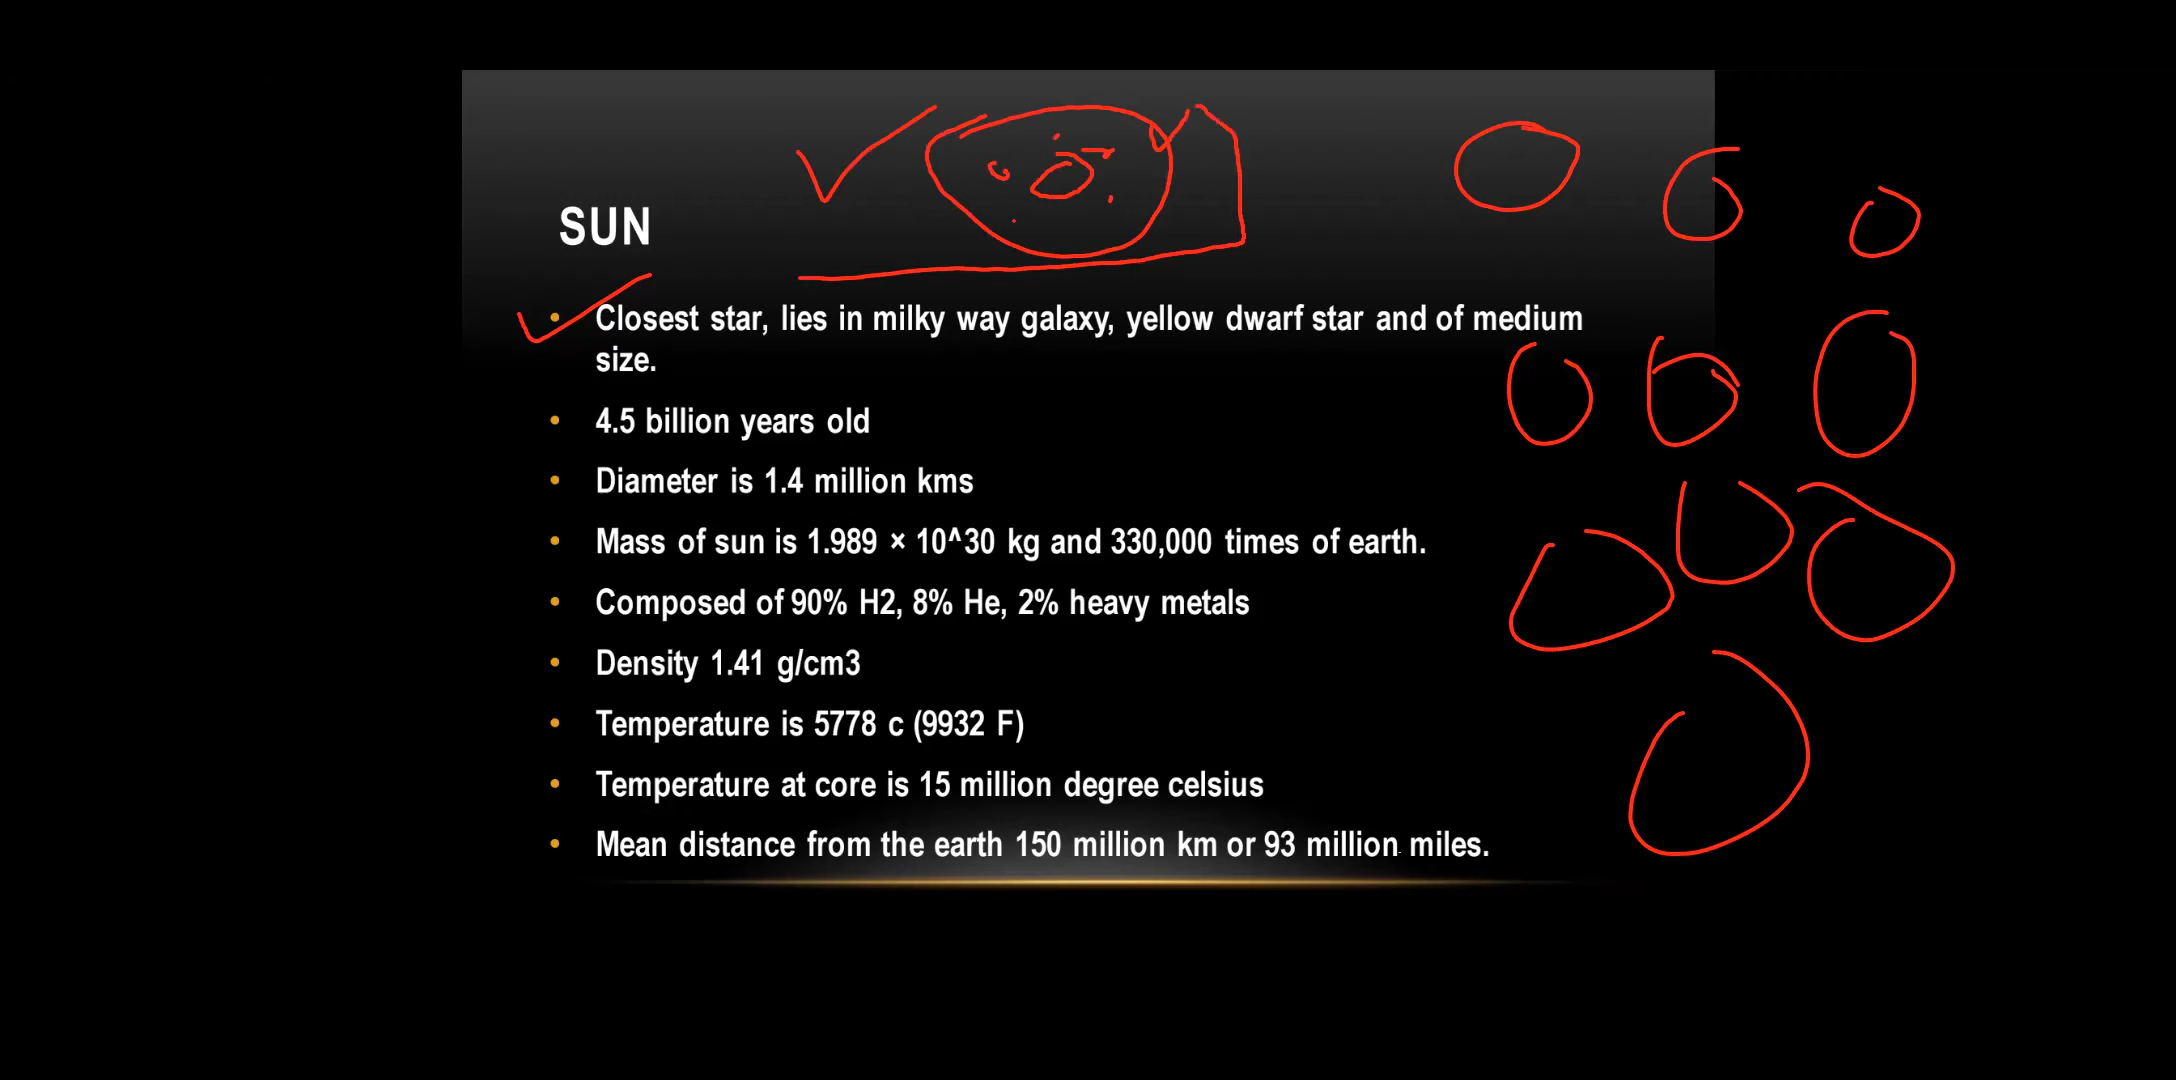 SUN
• Closest star, lies in milky way galaxy, yellow dwarf star and of medium
size.
• 4.5 billion years old
• Diameter is 1.4 million kms
• Mass of sun is 1.989 × 10^30 kg and 330,000 times of earth.
• Composed of 90% H2, 8% He, 2% heavy metals
• Density 1.41 g/cm3
• Temperature is 5778 c (9932 F)
• Temperature at core is 15 million degree celsius
• Mean distance from the earth 150 million km or 93 million miles.